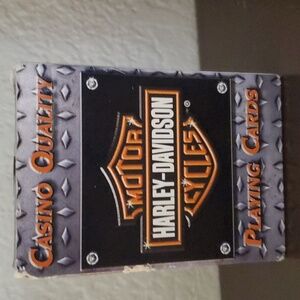 CASINO QUALITY
MOTOR
HARLEY-DAVIDSON
®
CYCLES
PLAYING CARDS